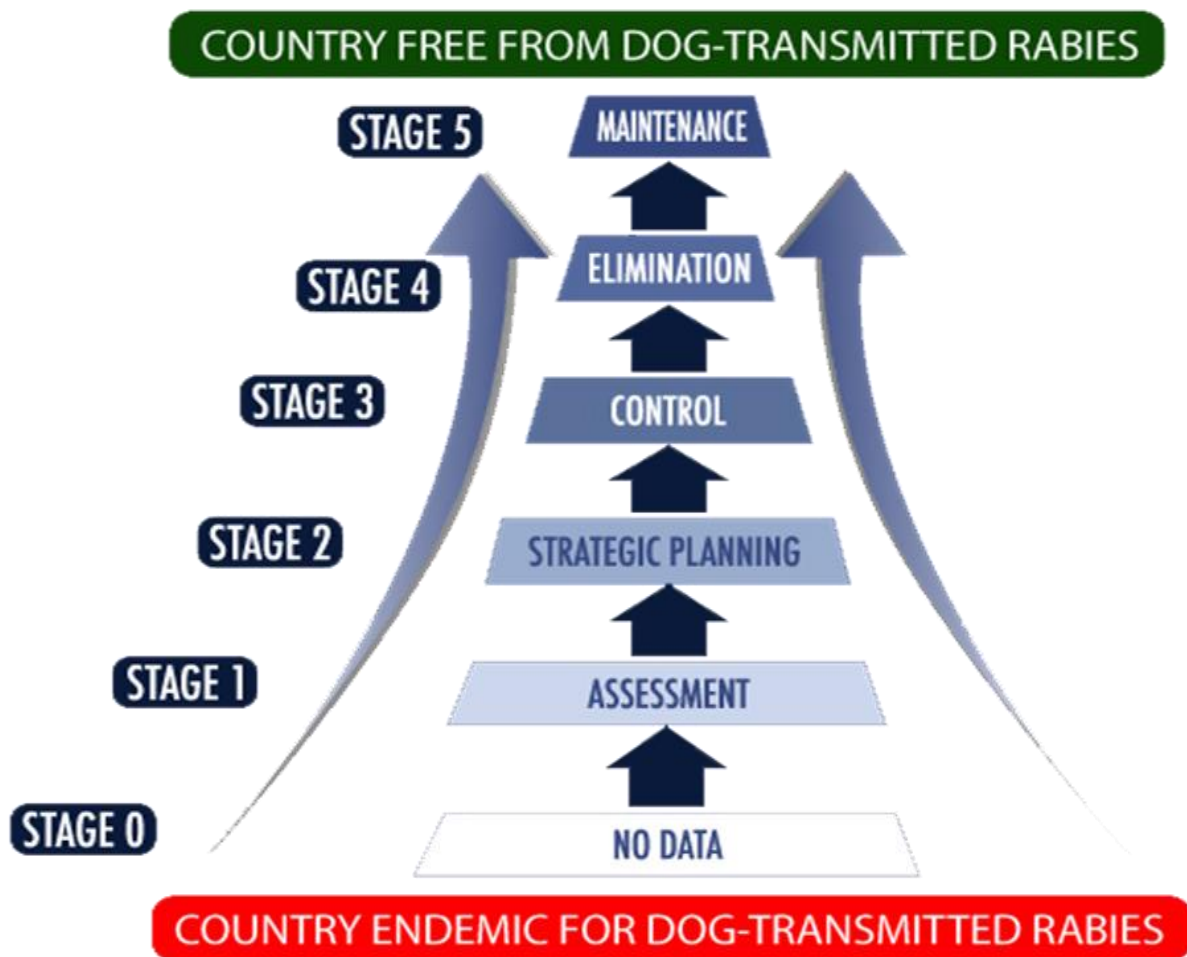 COUNTRY FREE FROM DOG-TRANSMITTED RABIES
STAGE 5
MAINTENANCE
STAGE 4
ELIMINATION
STAGE 3
CONTROL
STAGE 2
STRATEGIC PLANNING
STAGE 1
ASSESSMENT
STAGE 0
NO DATA
COUNTRY ENDEMIC FOR DOG-TRANSMITTED RABIES